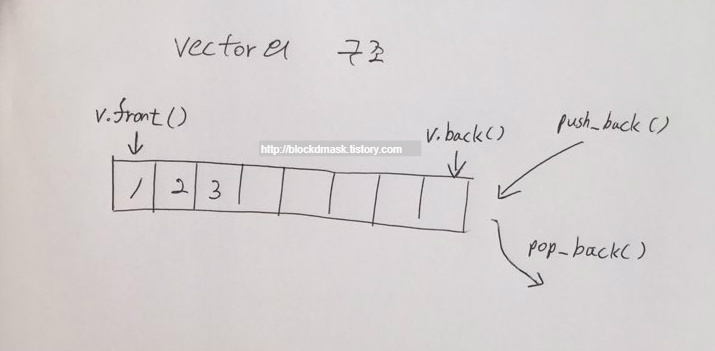 vector의 구조
v.front()
http://blockdmask.tistory.com
v.back()
push_back()
1 2 3
pop_back()